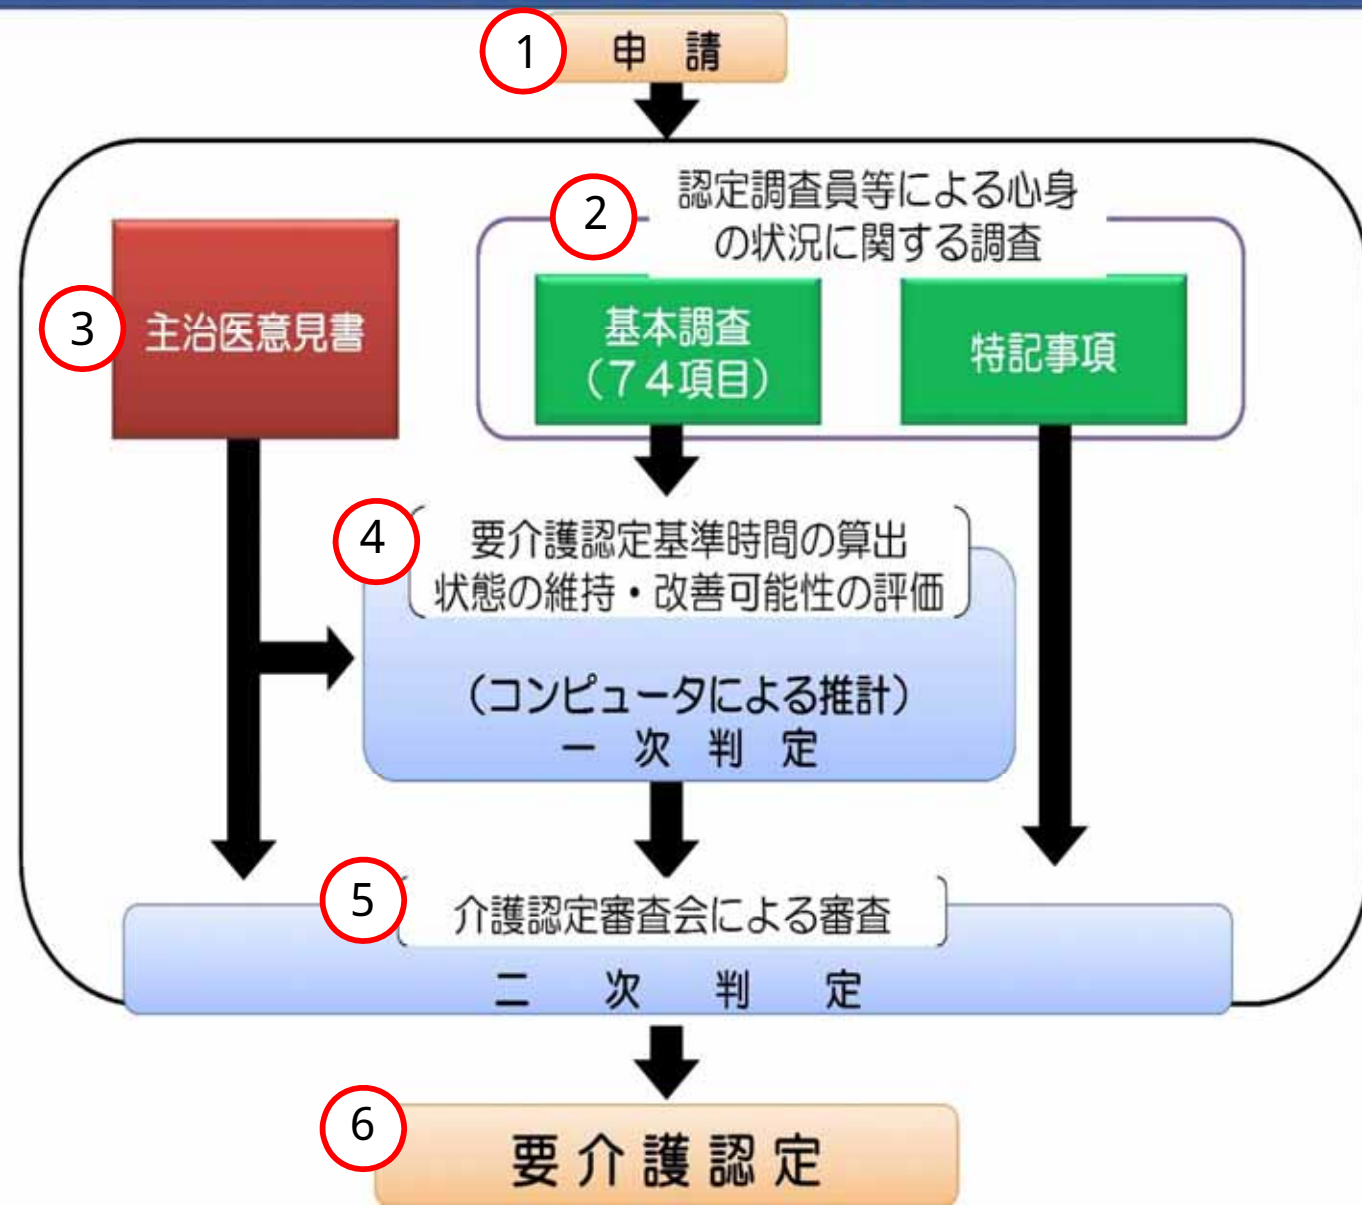 1
申 請
2
認定調査員等による心身
の状況に関する調査
3
主治医意見書
基本調査
（７４項目）
特記事項
4
要介護認定基準時間の算出
状態の維持・改善可能性の評価
（コンピュータによる推計）
一 次 判 定
5
介護認定審査会による審査
二 次 判 定
6
要介護認定